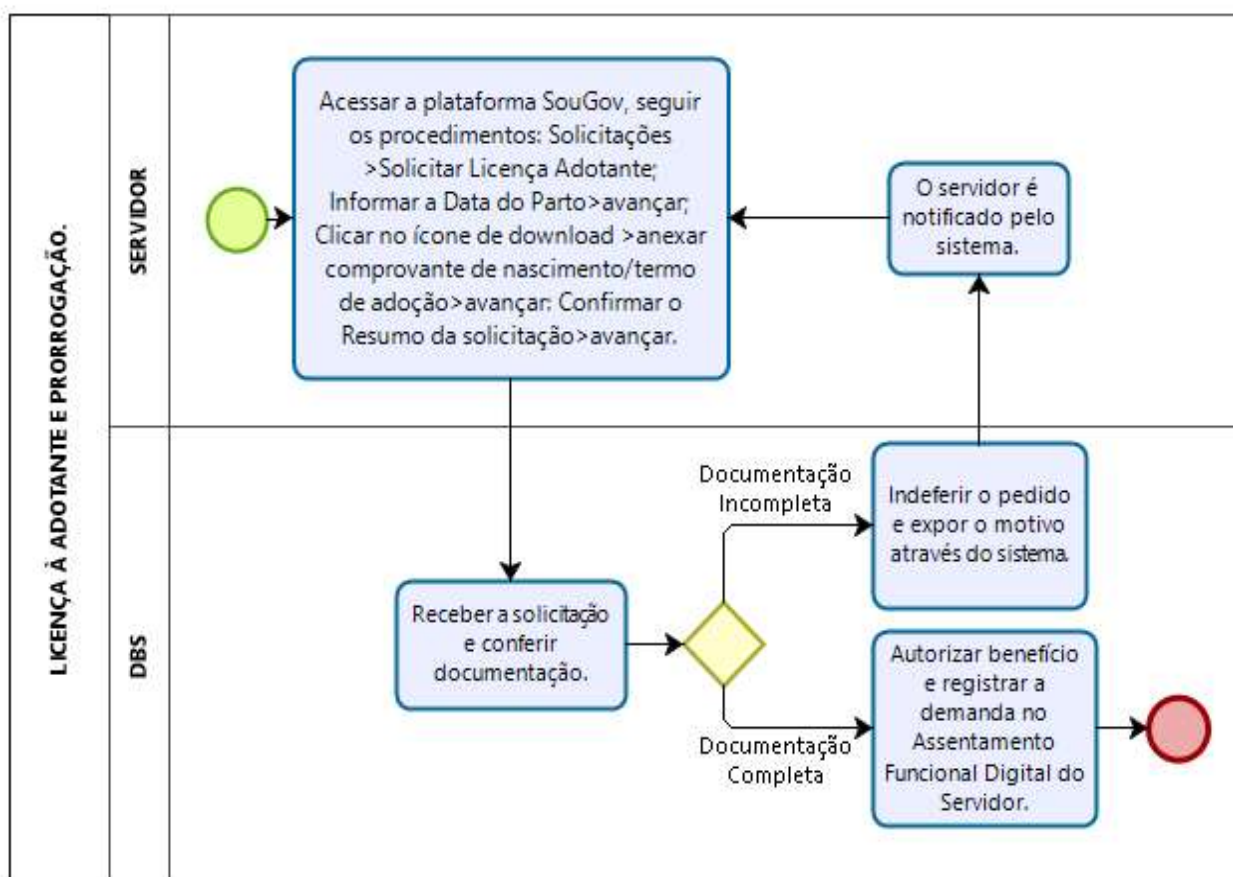 LICENÇA À ADOTANTE E PRORROGAÇÃO.
SERVIDOR
Acessar a plataforma SouGov, seguir
os procedimentos: Solicitações
>Solicitar Licença Adotante;
Informar a Data do Parto>avançar;
Clicar no ícone de download >anexar
comprovante de nascimento/termo
de adoção>avançar: Confirmar o
Resumo da solicitação>avançar.
O servidor é
notificado pelo
sistema.
DBS
Receber a solicitação
e conferir
documentação.
Documentação
Incompleta
Indeferir o pedido
e expor o motivo
através do sistema.
Documentação
Completa
Autorizar benefício
e registrar a
demanda no
Assentamento
Funcional Digital do
Servidor.